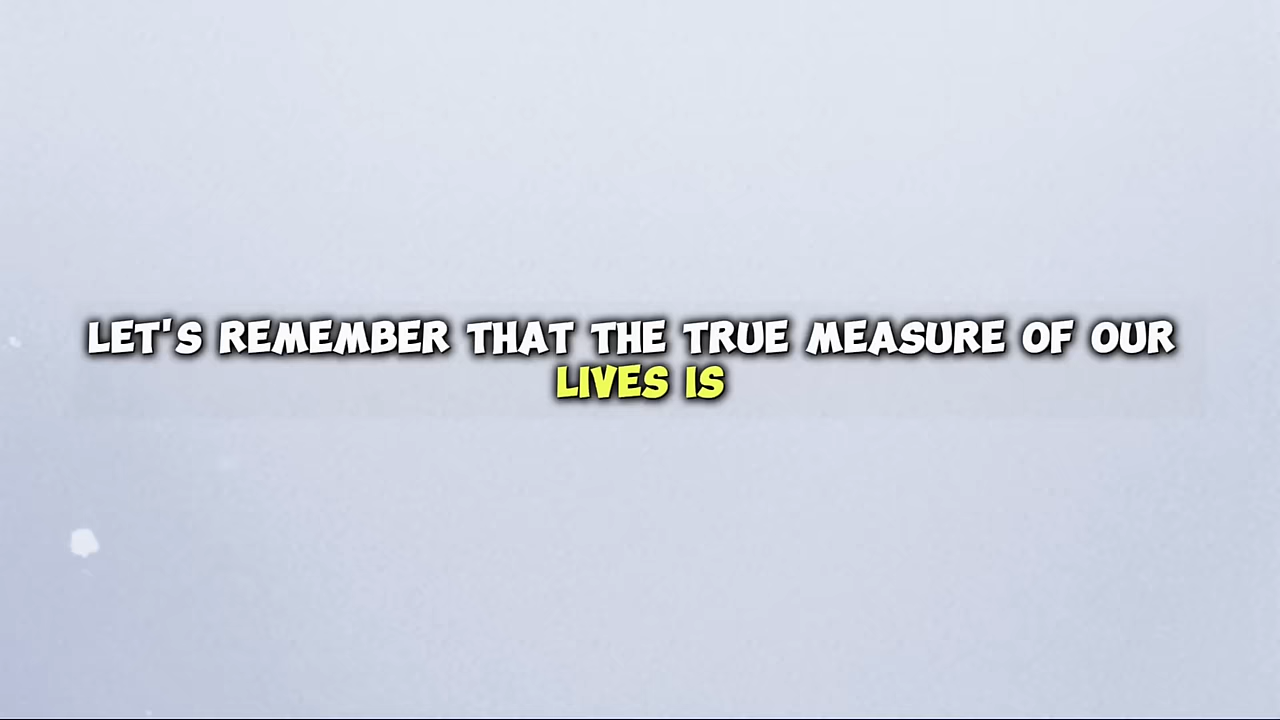 LET'S REMEMBER THAT THE TRUE MEASURE OF OUR
LIVES IS